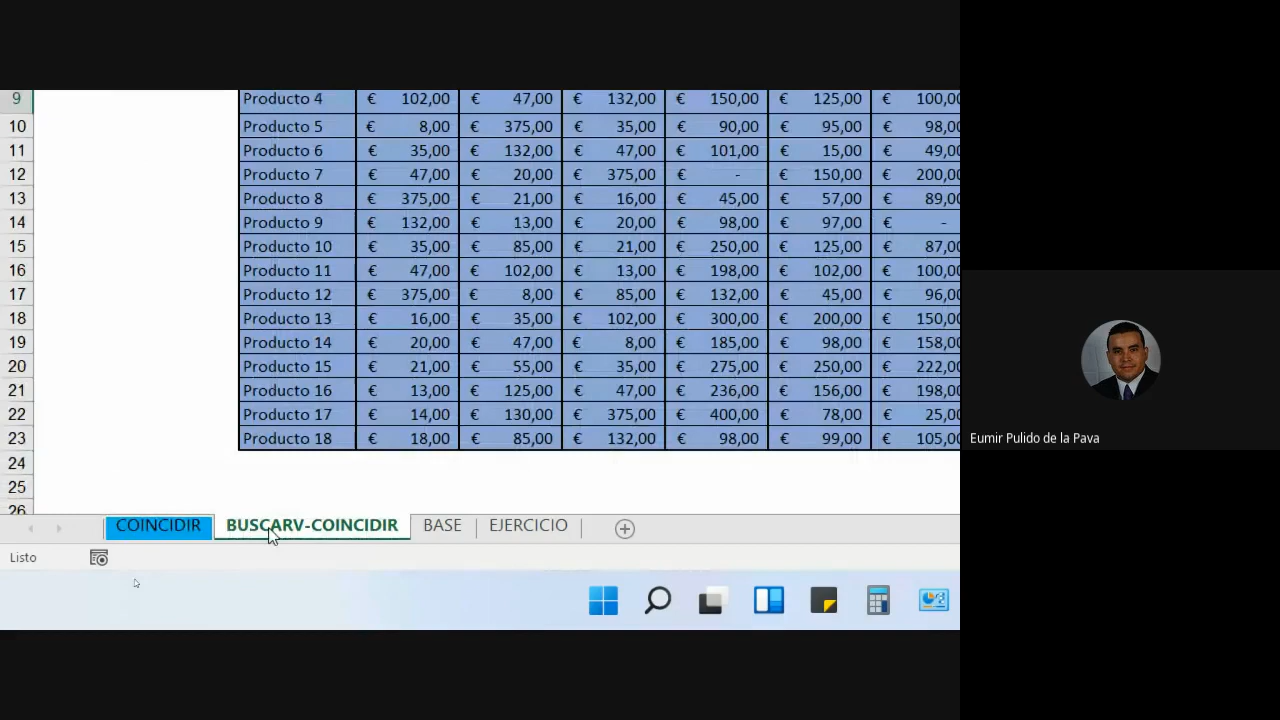 9 Producto 4 € 102,00 € 47,00 € 132,00 € 150,00 € 125,00 € 100,00
10 Producto 5 € 8,00 € 375,00 € 35,00 € 90,00 € 95,00 € 98,00
11 Producto 6 € 35,00 € 132,00 € 47,00 € 101,00 € 15,00 € 49,00
12 Producto 7 € 47,00 € 20,00 € 375,00 € - € 150,00 € 200,00
13 Producto 8 € 375,00 € 21,00 € 16,00 € 45,00 € 57,00 € 89,00
14 Producto 9 € 132,00 € 13,00 € 20,00 € 98,00 € 97,00 € -
15 Producto 10 € 35,00 € 85,00 € 21,00 € 250,00 € 125,00 € 87,00
16 Producto 11 € 47,00 € 102,00 € 13,00 € 198,00 € 102,00 € 100,00
17 Producto 12 € 375,00 € 8,00 € 85,00 € 132,00 € 45,00 € 96,00
18 Producto 13 € 16,00 € 35,00 € 102,00 € 300,00 € 200,00 € 150,00
19 Producto 14 € 20,00 € 47,00 € 8,00 € 185,00 € 98,00 € 158,00
20 Producto 15 € 21,00 € 55,00 € 35,00 € 275,00 € 250,00 € 222,00
21 Producto 16 € 13,00 € 125,00 € 47,00 € 236,00 € 156,00 € 198,00
22 Producto 17 € 14,00 € 130,00 € 375,00 € 400,00 € 78,00 € 25,00
23 Producto 18 € 18,00 € 85,00 € 132,00 € 98,00 € 99,00 € 105,00
24
25
26
COINCIDIR BUSCARV-COINCIDIR BASE EJERCICIO
Listo
Eumir Pulido de la Pava